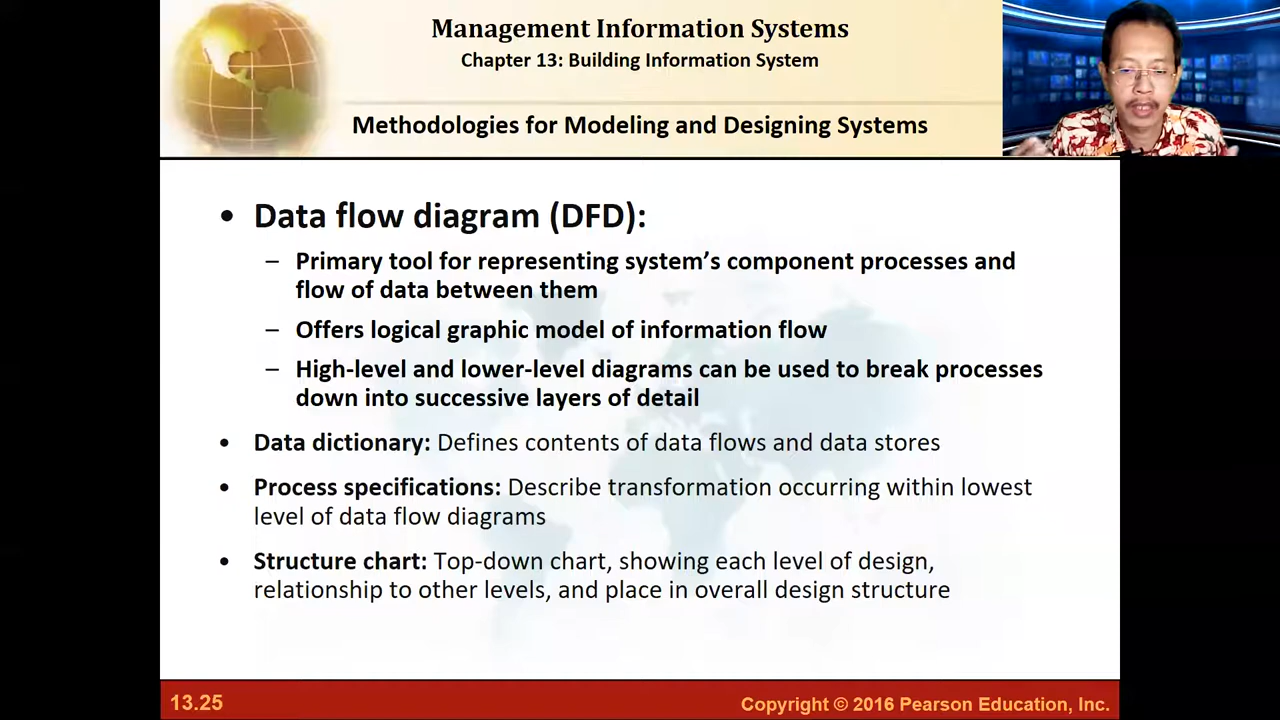 Management Information Systems
Chapter 13: Building Information System
Methodologies for Modeling and Designing Systems
• Data flow diagram (DFD):
– Primary tool for representing system’s component processes and
flow of data between them
– Offers logical graphic model of information flow
– High-level and lower-level diagrams can be used to break processes
down into successive layers of detail
• Data dictionary: Defines contents of data flows and data stores
• Process specifications: Describe transformation occurring within lowest
level of data flow diagrams
• Structure chart: Top-down chart, showing each level of design,
relationship to other levels, and place in overall design structure
13.25
Copyright © 2016 Pearson Education, Inc.